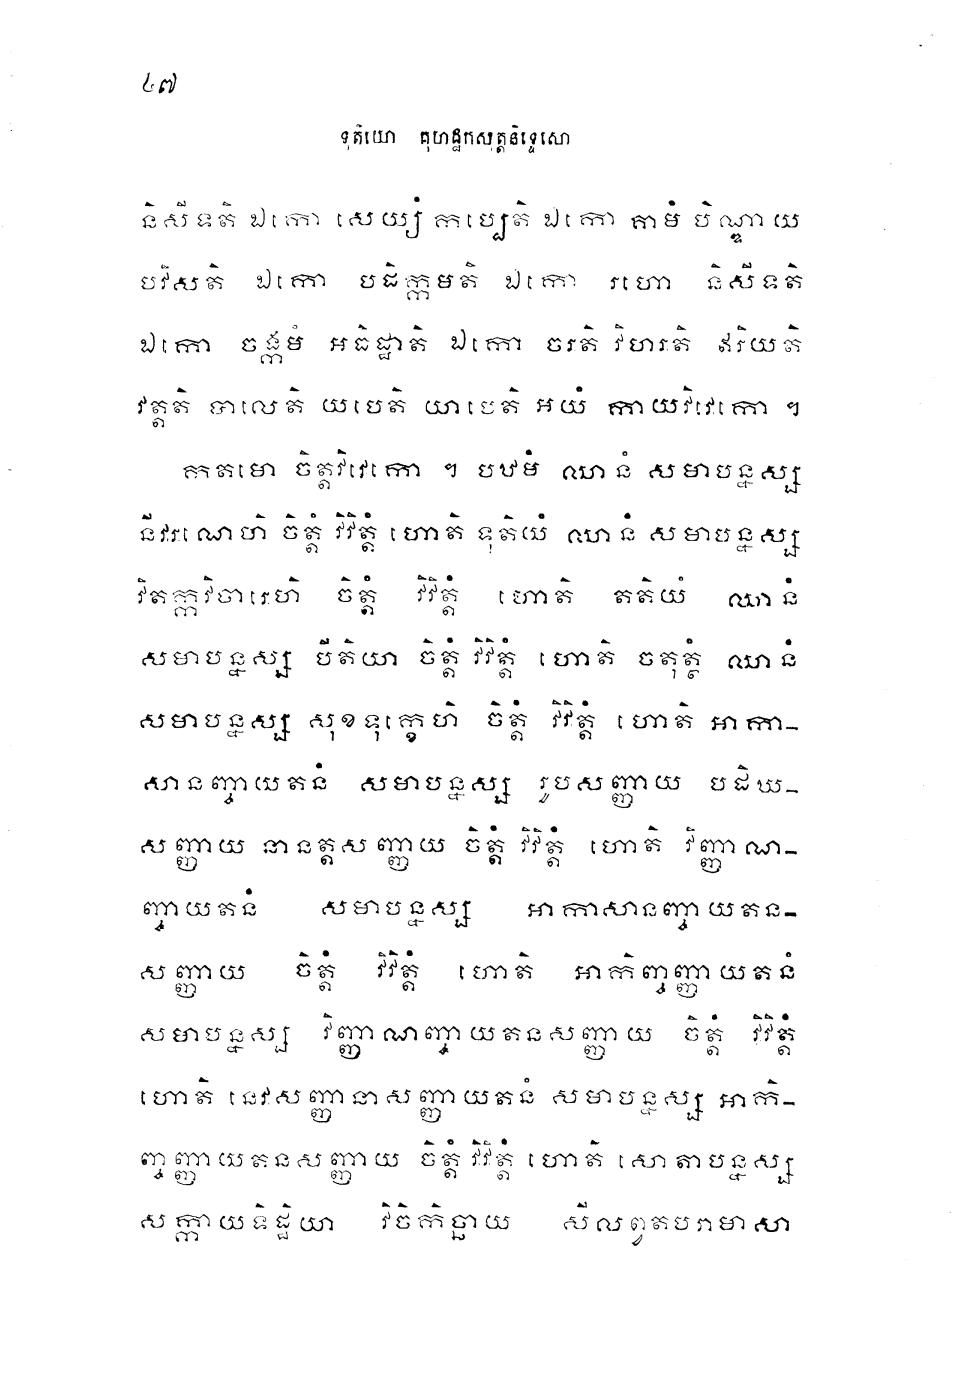 ៤៧
ទុតិយោ គុហដ្ឋកសុត្តនិទ្ទេសោ
និសីទតិ ឯកោ សេយ្យំ កប្បេតិ ឯកោ គាមំ បិណ្ឌាយ
បវិសតិ ឯកោ បដិក្កមតិ ឯកោ រហោ និសីទតិ
ឯកោ ចង្កមំ អធិដ្ឋាតិ ឯកោ ចរតិ វិហរតិ ឥរិយតិ
វត្តតិ បាលេតិ យបេតិ យាបេតិ អយំ កាយវិវេកោ ។
កតមោ ចិត្តវិវេកោ ។ បឋមំ ឈានំ សមាបន្នស្ស
នីវរណេហិ ចិត្តំ វិវិត្តំ ហោតិ ទុតិយំ ឈានំ សមាបន្នស្ស
វិតក្កវិចារេហិ ចិត្តំ វិវិត្តំ ហោតិ តតិយំ ឈានំ
សមាបន្នស្ស បីតិយា ចិត្តំ វិវិត្តំ ហោតិ ចតុត្ថំ ឈានំ
សមាបន្នស្ស សុខទុក្ខេហិ ចិត្តំ វិវិត្តំ ហោតិ អាកា-
សានញ្ចាយតនំ សមាបន្នស្ស រូបសញ្ញាយ បដិឃ-
សញ្ញាយ នានត្តសញ្ញាយ ចិត្តំ វិវិត្តំ ហោតិ វិញ្ញាណ-
ញ្ចាយតនំ សមាបន្នស្ស អាកាសានញ្ចាយតន-
សញ្ញាយ ចិត្តំ វិវិត្តំ ហោតិ អាកិញ្ចញ្ញាយតនំ
សមាបន្នស្ស វិញ្ញាណញ្ចាយតនសញ្ញាយ ចិត្តំ វិវិត្តំ
ហោតិ នេវសញ្ញានាសញ្ញាយតនំ សមាបន្នស្ស អាកិ-
ញ្ចញ្ញាយតនសញ្ញាយ ចិត្តំ វិវិត្តំ ហោតិ សោតាបន្នស្ស
សក្កាយទិដ្ឋិយា វិចិកិច្ឆាយ សីលព្វតបរាមាសា